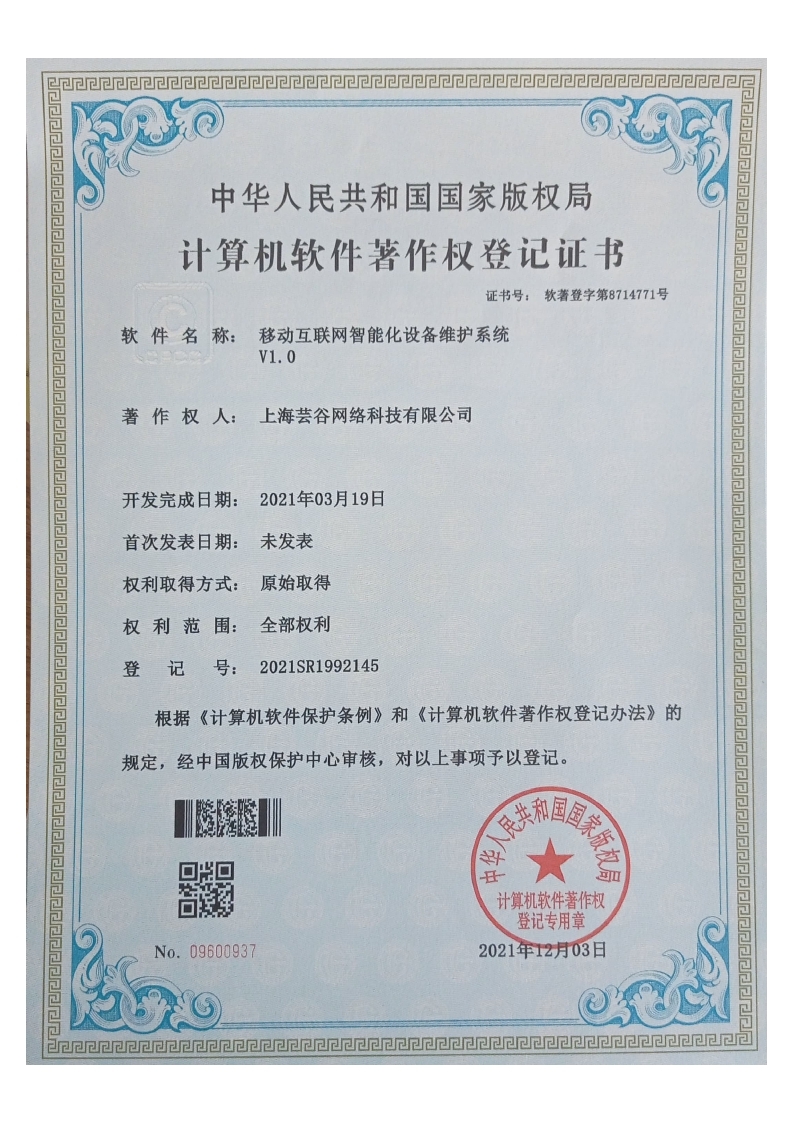 中华人民共和国国家版权局
计算机软件著作权登记证书
证书号： 软著登字第8714771号
软件名称： 移动互联网智能化设备维护系统
V1.0
著作权人： 上海芸谷网络科技有限公司
开发完成日期： 2021年03月19日
首次发表日期： 未发表
权利取得方式： 原始取得
权利范围： 全部权利
登记号： 2021SR1992145
根据《计算机软件保护条例》和《计算机软件著作权登记办法》的
规定，经中国版权保护中心审核，对以上事项予以登记。
中华人民共和国国家版权局
计算机软件著作权
登记专用章
No. 09600937
2021年12月03日